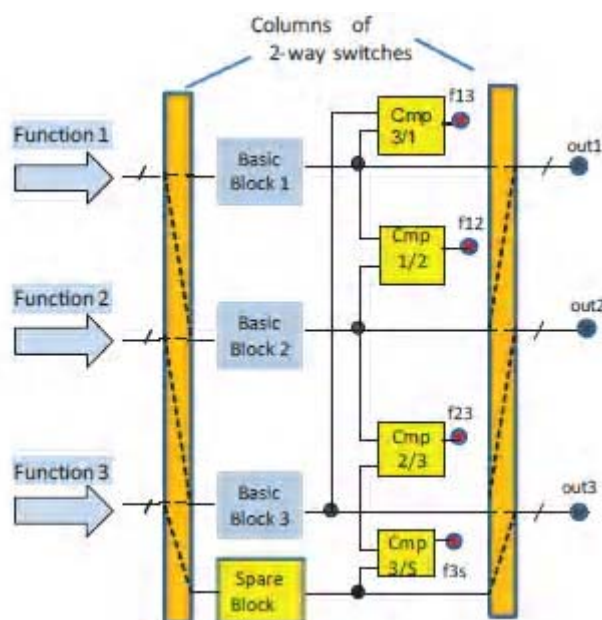 Columns of
2-way switches
Function 1
Basic
Block 1
Cmp
3/1
f13
out1
f12
Cmp
1/2
Function 2
Basic
Block 2
out2
f23
Cmp
2/3
Function 3
Basic
Block 3
out3
Cmp
3/S
f3s
Spare
Block